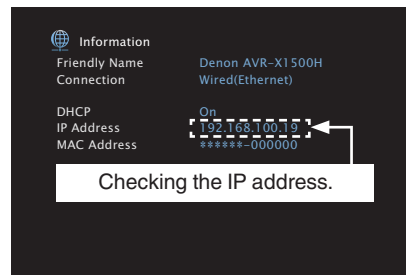 Information
Friendly Name Denon AVR-X1500H
Connection Wired(Ethernet)
DHCP On
IP Address 192.168.100.19
MAC Address ******-000000
Checking the IP address.